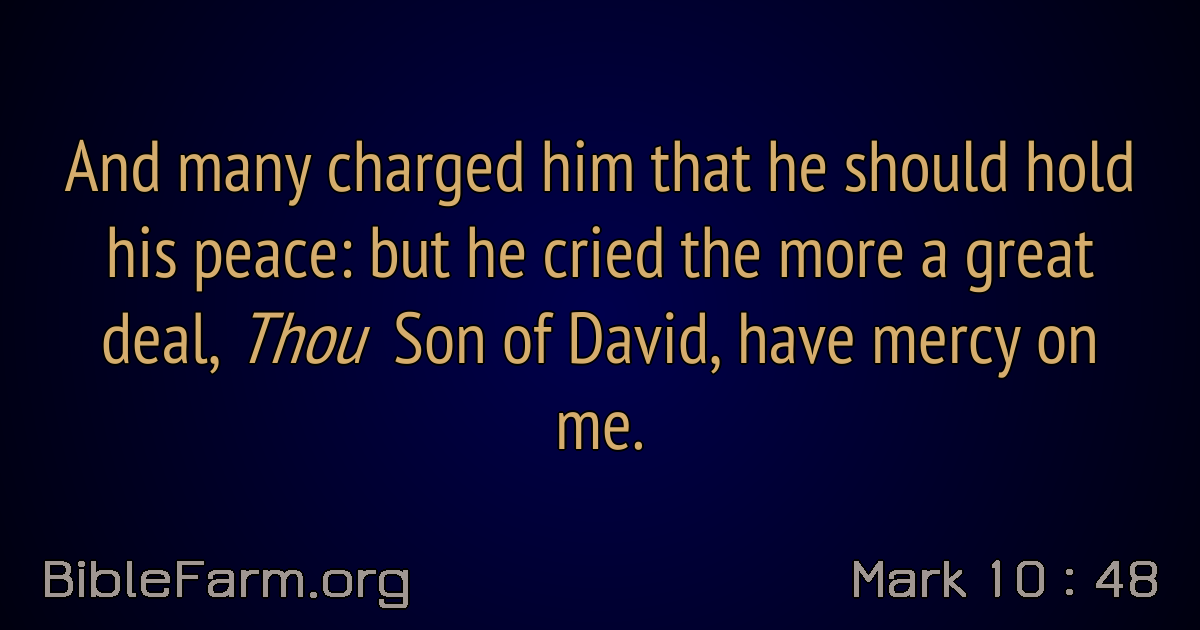 And many charged him that he should hold
his peace: but he cried the more a great
deal, Thou Son of David, have mercy on
me.
BibleFarm.org
Mark 10 : 48